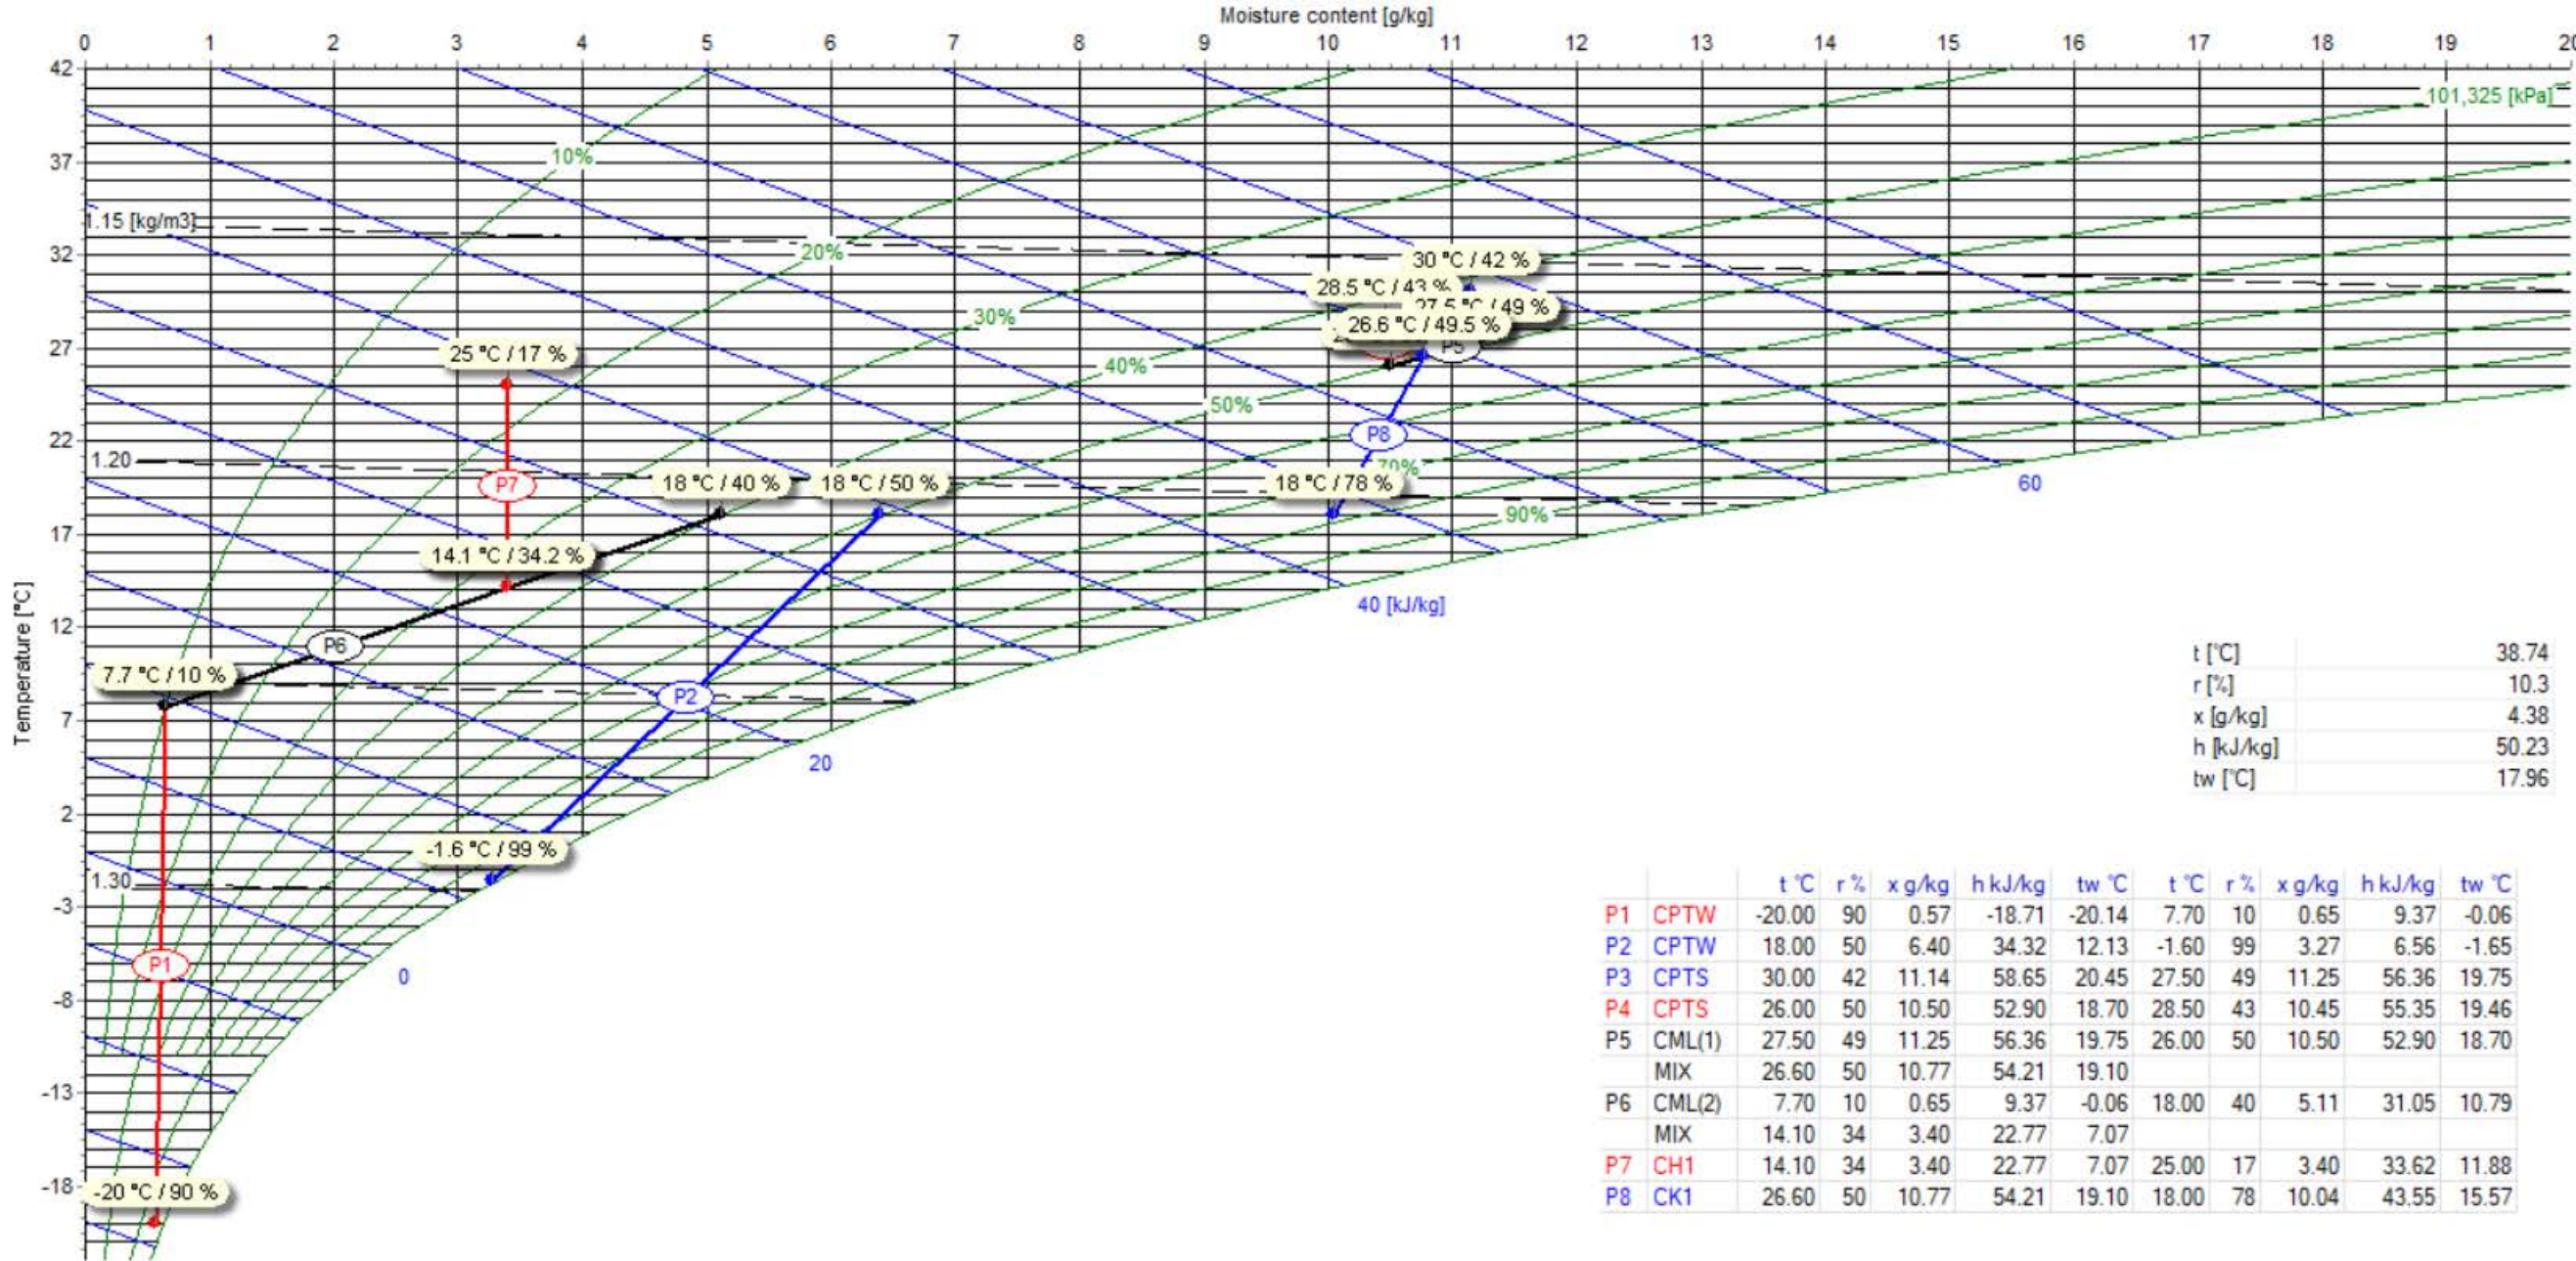 Moisture content [g/kg]
0 1 2 3 4 5 6 7 8 9 10 11 12 13 14 15 16 17 18 19 20
42
101,325 [kPa]
10%
37
1.15 [kg/m3]
20%
32
30 °C / 42 %
28.5 °C / 43 %
27.5 °C / 49 %
30%
26.6 °C / 49.5 %
27
P5
25 °C / 17 %
40%
50%
22
P8
1.20
70%
P7
18 °C / 40 %
18 °C / 50 %
18 °C / 78 %
60
17
90%
14.1 °C / 34.2 %
40 [kJ/kg]
12
P6
Temperature [°C]
7.7 °C / 10 %
P2
7
20
2
-1.6 °C / 99 %
1.30
-3
P1
0
-8
-13
-18
-20 °C / 90 %
t [°C] 38.74
r [%] 10.3
x [g/kg] 4.38
h [kJ/kg] 50.23
tw [°C] 17.96
t °C r % x g/kg h kJ/kg tw °C t °C r % x g/kg h kJ/kg tw °C
P1 CPTW -20.00 90 0.57 -18.71 -20.14 7.70 10 0.65 9.37 -0.06
P2 CPTW 18.00 50 6.40 34.32 12.13 -1.60 99 3.27 6.56 -1.65
P3 CPTS 30.00 42 11.14 58.65 20.45 27.50 49 11.25 56.36 19.75
P4 CPTS 26.00 50 10.50 52.90 18.70 28.50 43 10.45 55.35 19.46
P5 CML(1) 27.50 49 11.25 56.36 19.75 26.00 50 10.50 52.90 18.70
MIX 26.60 50 10.77 54.21 19.10
P6 CML(2) 7.70 10 0.65 9.37 -0.06 18.00 40 5.11 31.05 10.79
MIX 14.10 34 3.40 22.77 7.07
P7 CH1 14.10 34 3.40 22.77 7.07 25.00 17 3.40 33.62 11.88
P8 CK1 26.60 50 10.77 54.21 19.10 18.00 78 10.04 43.55 15.57